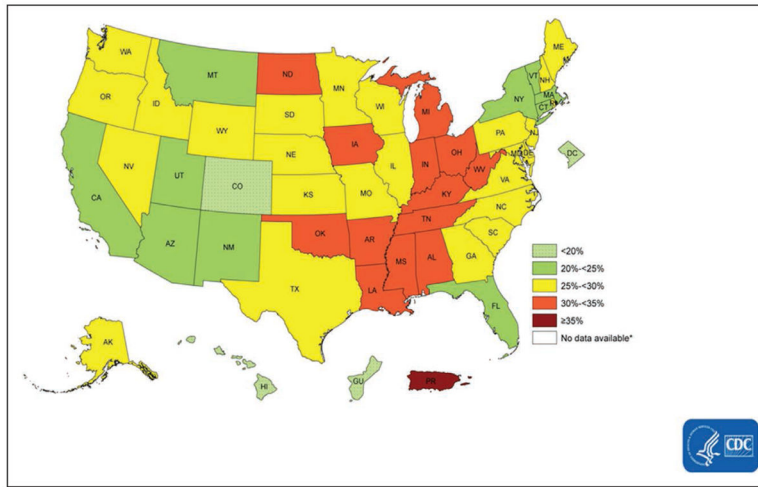 WA
MT
ND
MN
ME
OR
ID
SD
WI
MI
VT
NH
NY
MA
CT
WY
IA
PA
NJ
NV
NE
IL
IN
OH
DC
UT
CO
KS
MO
KY
WV
VA
CA
AZ
NM
OK
AR
TN
NC
SC
TX
LA
MS
AL
GA
FL
AK
HI
GU
PR
<20%
20%-<25%
25%-<30%
30%-<35%
≥35%
No data available*
CDC